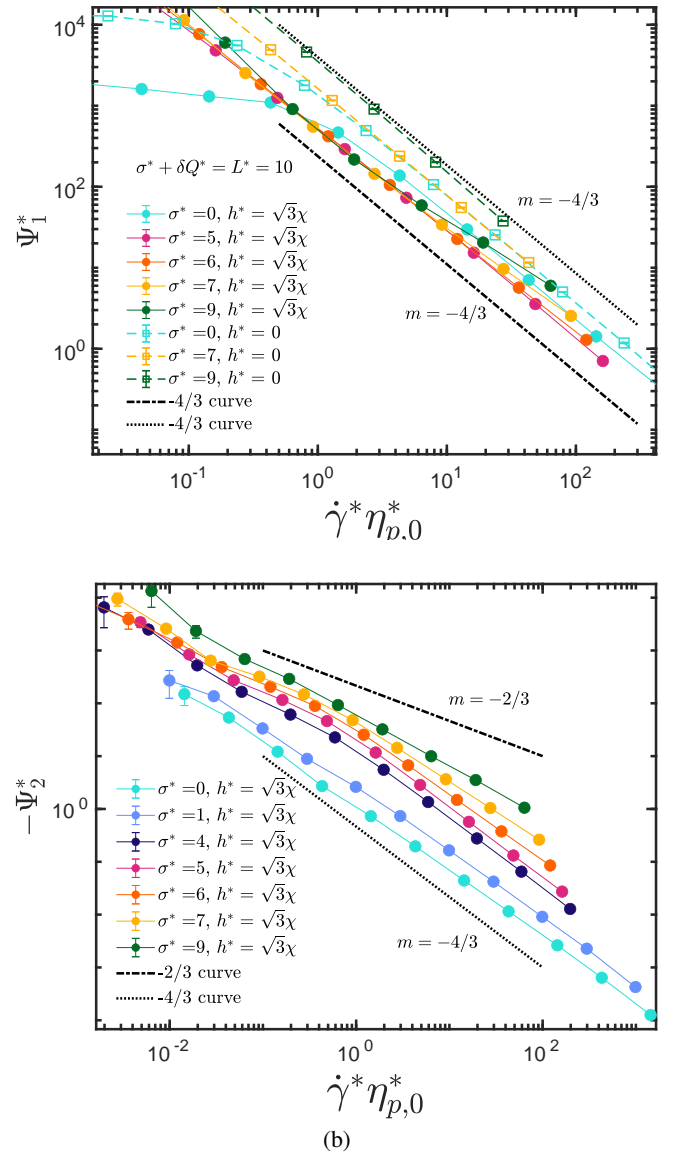 10^4
10^2
10^0
Ψ_1^*
σ* + δQ* = L* = 10
σ* =0, h* = √3χ
σ* =5, h* = √3χ
σ* =6, h* = √3χ
σ* =7, h* = √3χ
σ* =9, h* = √3χ
σ* =0, h* = 0
σ* =7, h* = 0
σ* =9, h* = 0
-4/3 curve
-4/3 curve
m = −4/3
m = −4/3
10^-1 10^0 10^1 10^2
γ̇* η*_{p,0}
−Ψ_2^*
10^0
m = −2/3
σ* =0, h* = √3χ
σ* =1, h* = √3χ
σ* =4, h* = √3χ
σ* =5, h* = √3χ
σ* =6, h* = √3χ
σ* =7, h* = √3χ
σ* =9, h* = √3χ
-2/3 curve
-4/3 curve
m = −4/3
10^-2 10^0 10^2
γ̇* η*_{p,0}
(b)